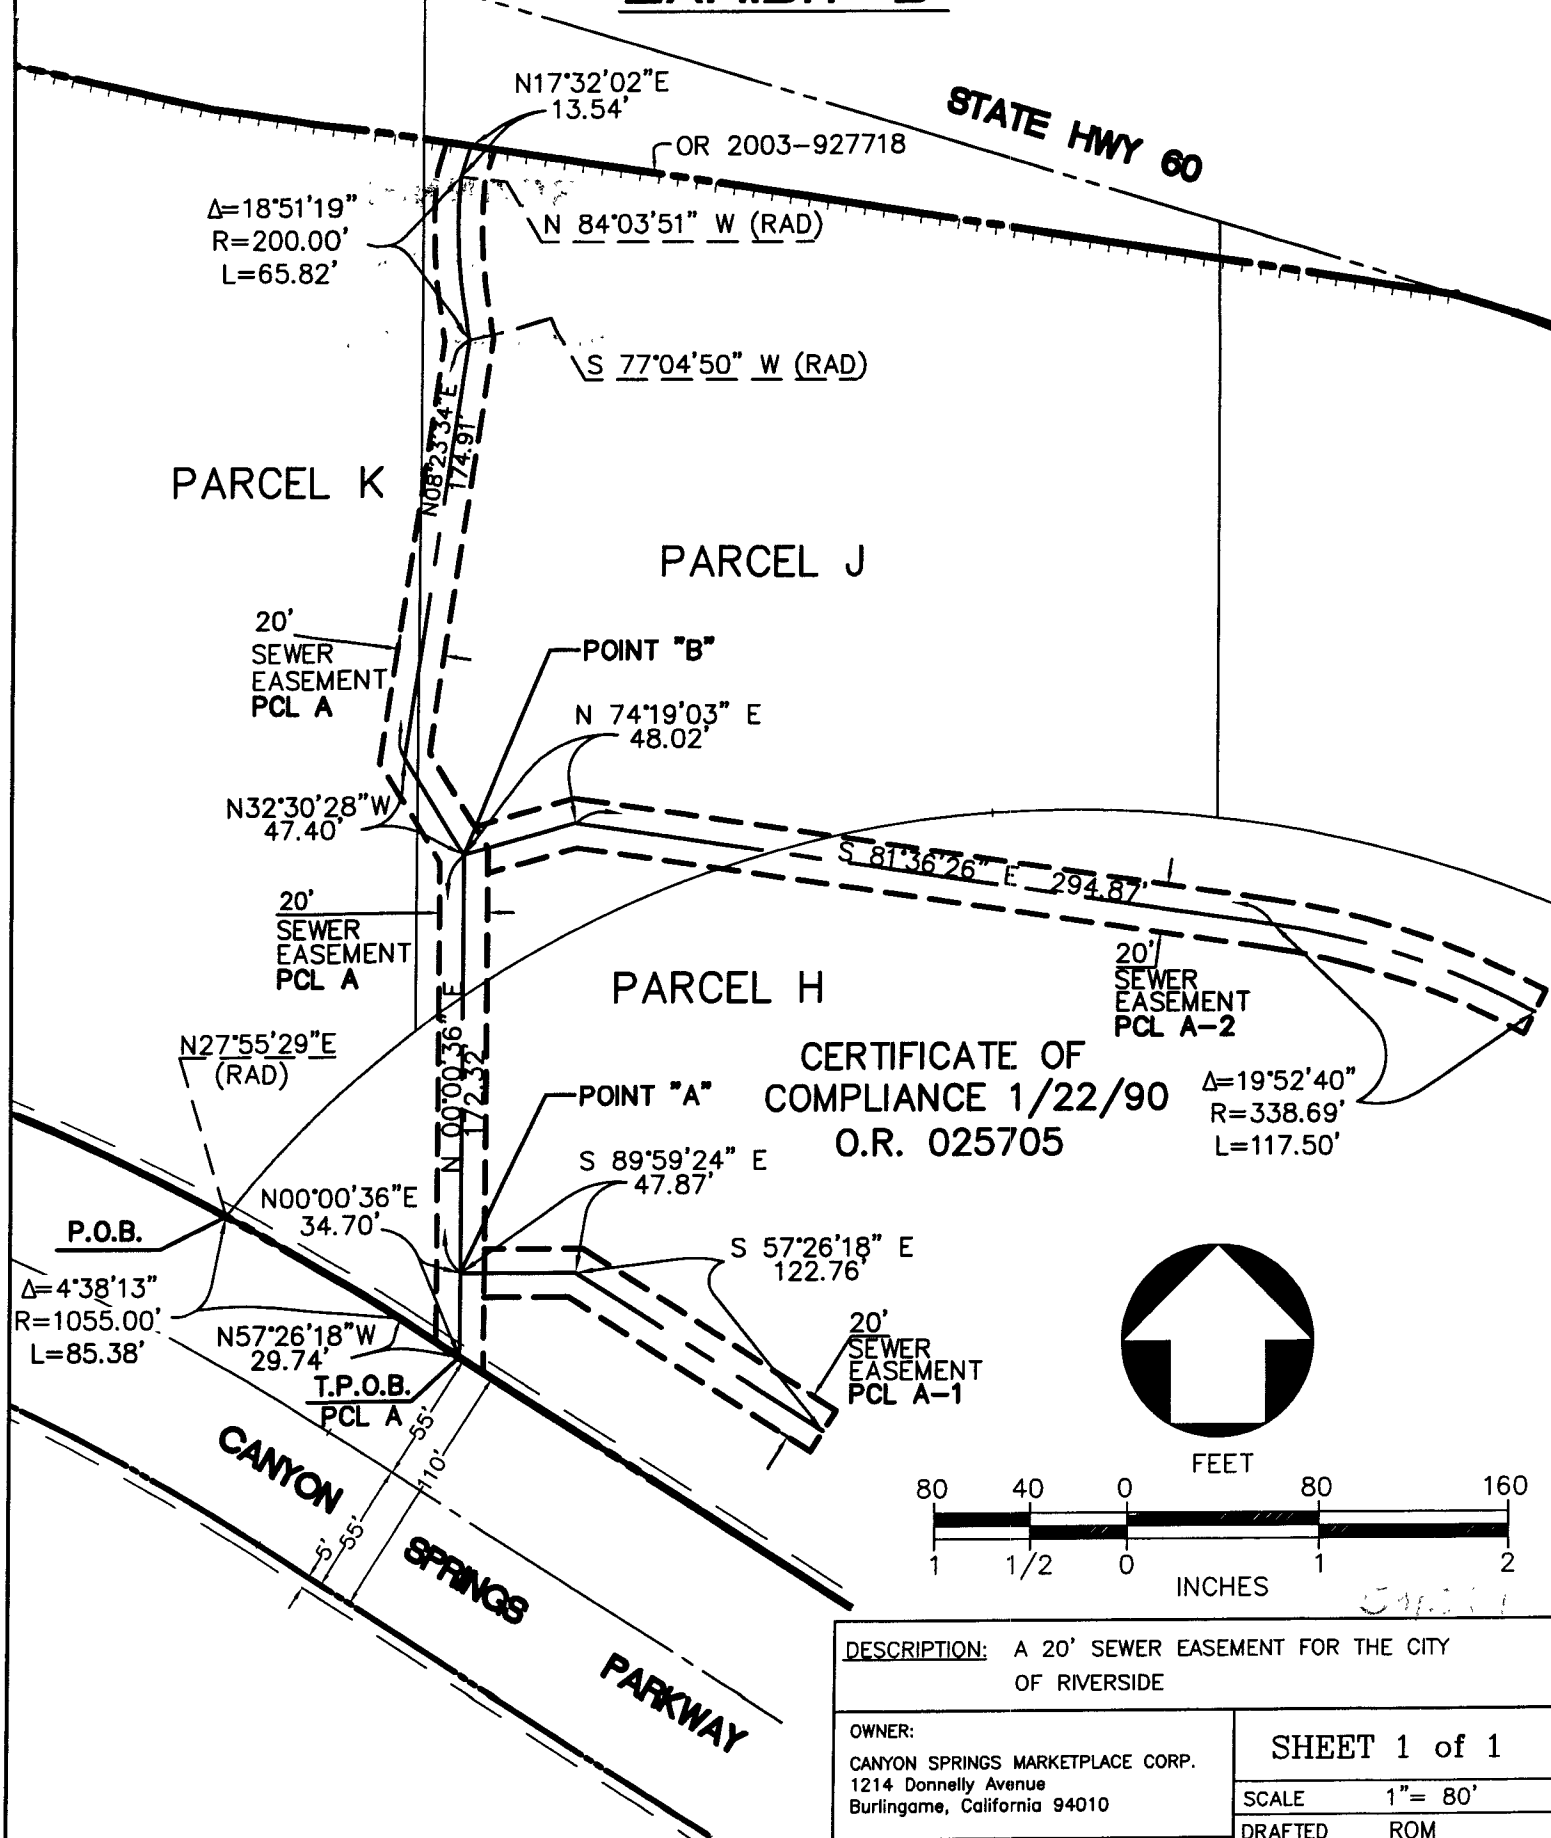 N17°32'02"E
13.54'
STATE HWY 60
OR 2003-927718
Δ=18°51'19"
R=200.00'
L=65.82'
N 84°03'51" W (RAD)
S 77°04'50" W (RAD)
N08°23'34"E
174.91'
PARCEL K
PARCEL J
20'
SEWER
EASEMENT
PCL A
POINT "B"
N 74°19'03" E
48.02'
N32°30'28"W
47.40'
S 81°36'26" E 294.87'
20'
SEWER
EASEMENT
PCL A
PARCEL H
20'
SEWER
EASEMENT
PCL A-2
N27°55'29"E
(RAD)
N 00°00'36" E
172.32
POINT "A"
CERTIFICATE OF
COMPLIANCE 1/22/90
O.R. 025705
Δ=19°52'40"
R=338.69'
L=117.50'
S 89°59'24" E
47.87'
N00°00'36"E
34.70'
P.O.B.
S 57°26'18" E
122.76'
Δ=4°38'13"
R=1055.00'
L=85.38'
N57°26'18"W
29.74'
T.P.O.B.
PCL A
20'
SEWER
EASEMENT
PCL A-1
55'
110'
55'
5'
CANYON
SPRINGS
PARKWAY
FEET
80 40 0 80 160
1 1/2 0 1 2
INCHES
DESCRIPTION: A 20' SEWER EASEMENT FOR THE CITY
OF RIVERSIDE
OWNER:
CANYON SPRINGS MARKETPLACE CORP.
1214 Donnelly Avenue
Burlingame, California 94010
SHEET 1 of 1
SCALE 1"= 80'
DRAFTED ROM